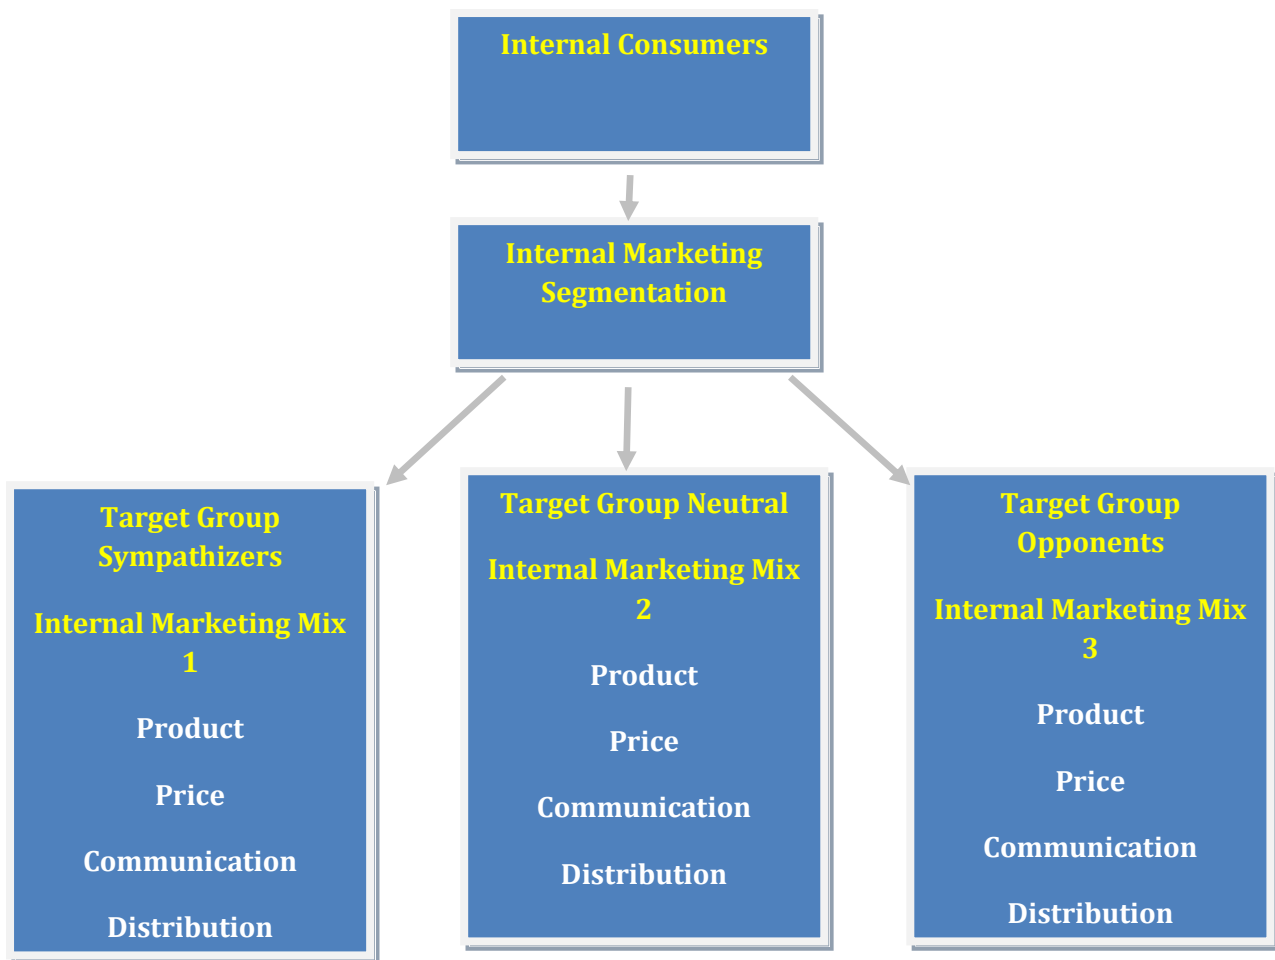 Internal Consumers
Internal Marketing
Segmentation
Target Group
Sympathizers
Internal Marketing Mix
1
Product
Price
Communication
Distribution
Target Group Neutral
Internal Marketing Mix
2
Product
Price
Communication
Distribution
Target Group
Opponents
Internal Marketing Mix
3
Product
Price
Communication
Distribution